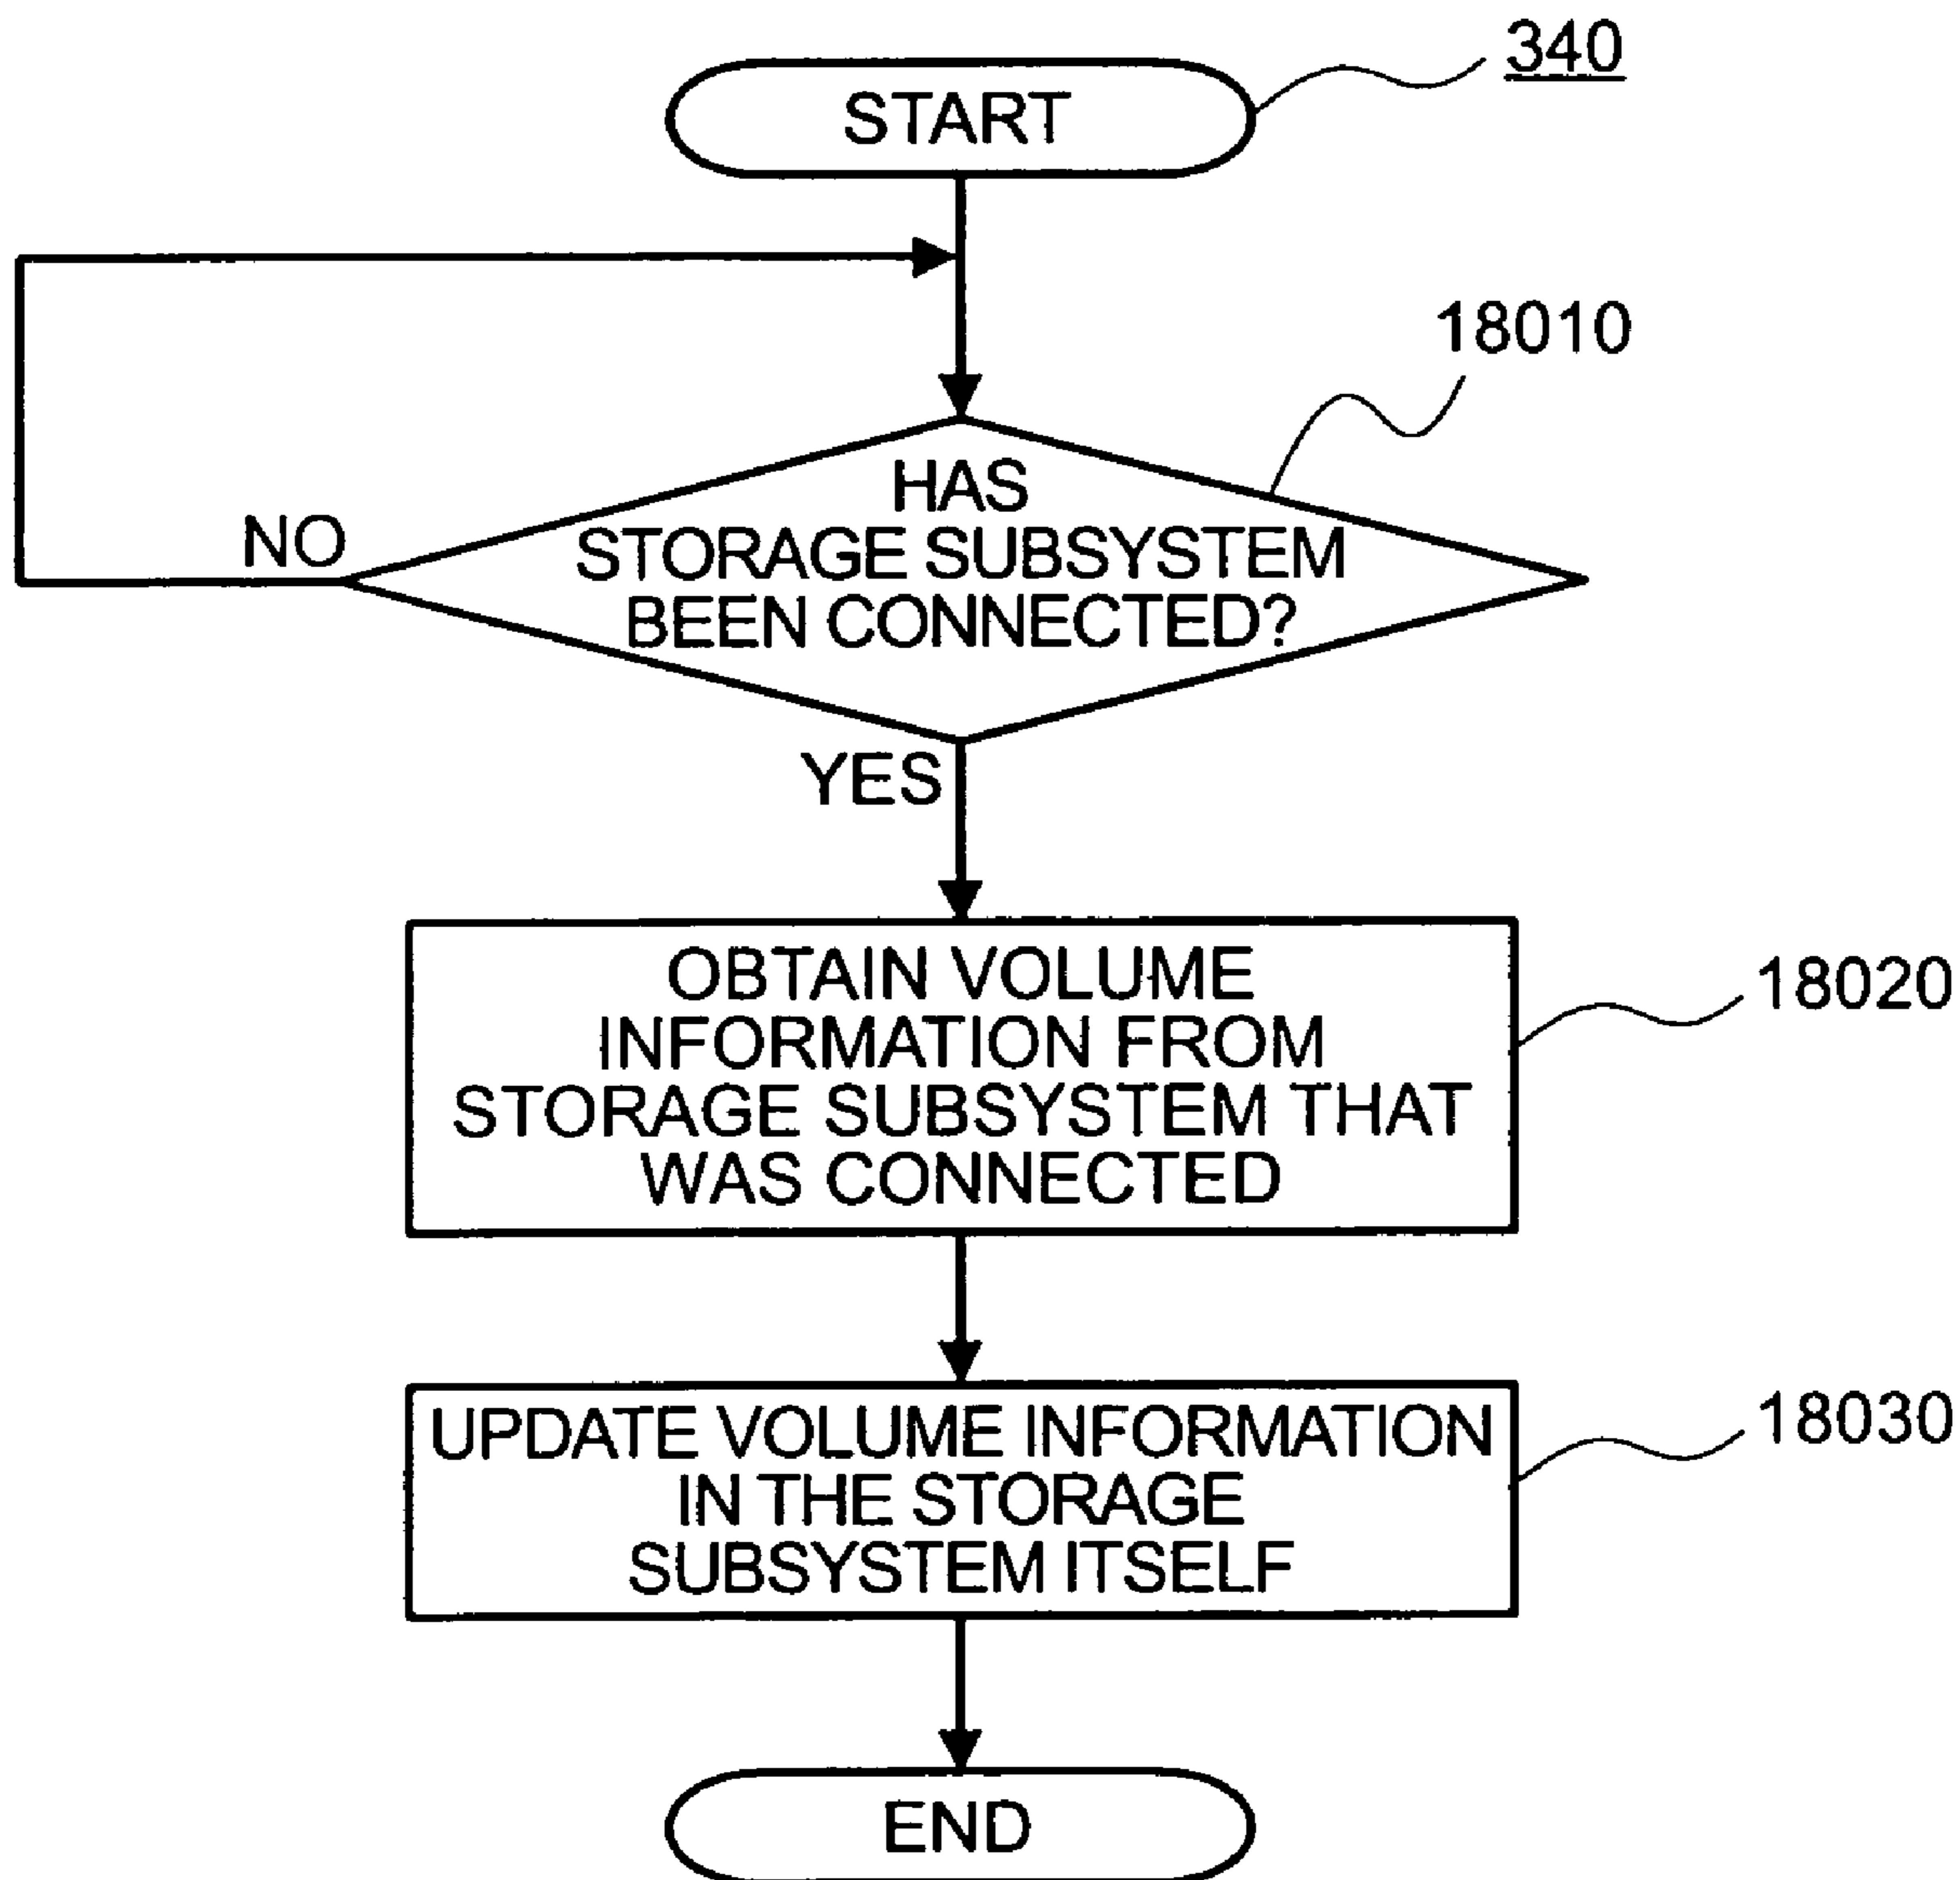 340
START
18010
HAS
STORAGE SUBSYSTEM
BEEN CONNECTED?
NO
YES
OBTAIN VOLUME
INFORMATION FROM
STORAGE SUBSYSTEM THAT
WAS CONNECTED
18020
UPDATE VOLUME INFORMATION
IN THE STORAGE
SUBSYSTEM ITSELF
18030
END